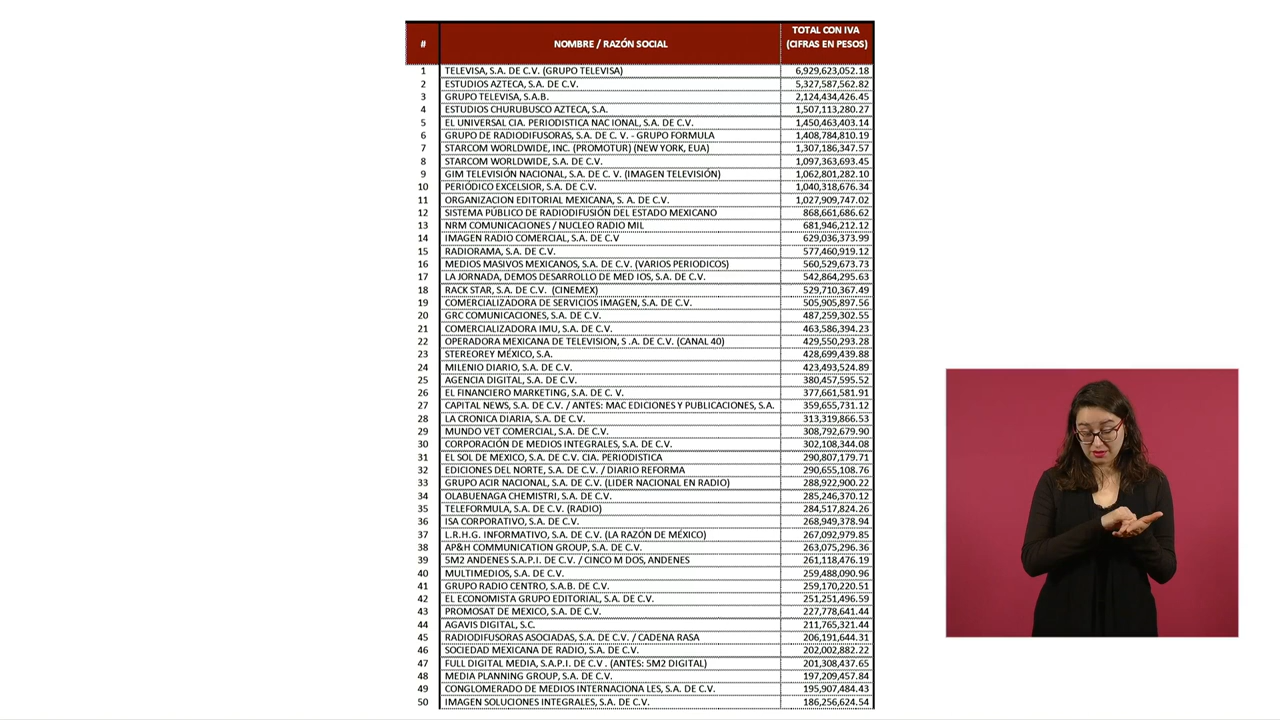 # NOMBRE / RAZÓN SOCIAL TOTAL CON IVA (CIFRAS EN PESOS)
1 TELEVISA, S.A. DE C.V. (GRUPO TELEVISA) 6,929,623,052.18
2 ESTUDIOS AZTECA, S.A. DE C.V. 5,327,587,562.82
3 GRUPO TELEVISA, S.A.B. 2,124,434,426.45
4 ESTUDIOS CHURUBUSCO AZTECA, S.A. 1,507,113,280.27
5 EL UNIVERSAL CIA. PERIODISTICA NAC IONAL, S.A. DE C.V. 1,450,463,403.14
6 GRUPO DE RADIODIFUSORAS, S.A. DE C. V. - GRUPO FORMULA 1,408,784,810.19
7 STARCOM WORLDWIDE, INC. (PROMOTUR) (NEW YORK, EUA) 1,307,186,347.57
8 STARCOM WORLDWIDE, S.A. DE C.V. 1,097,363,693.45
9 GIM TELEVISIÓN NACIONAL, S.A. DE C. V. (IMAGEN TELEVISIÓN) 1,062,801,282.10
10 PERIÓDICO EXCELSIOR, S.A. DE C.V. 1,040,318,676.34
11 ORGANIZACION EDITORIAL MEXICANA, S. A. DE C.V. 1,027,909,747.02
12 SISTEMA PÚBLICO DE RADIODIFUSIÓN DEL ESTADO MEXICANO 868,661,686.62
13 NRM COMUNICACIONES / NUCLEO RADIO MIL 681,946,212.12
14 IMAGEN RADIO COMERCIAL, S.A. DE C.V 629,036,373.99
15 RADIORAMA, S.A. DE C.V. 577,460,919.12
16 MEDIOS MASIVOS MEXICANOS, S.A. DE C.V. (VARIOS PERIODICOS) 560,529,673.73
17 LA JORNADA, DEMOS DESARROLLO DE MED IOS, S.A. DE C.V. 542,864,295.63
18 RACK STAR, S.A. DE C.V. (CINEMEX) 529,710,367.49
19 COMERCIALIZADORA DE SERVICIOS IMAGEN, S.A. DE C.V. 505,905,897.56
20 GRC COMUNICACIONES, S.A. DE C.V. 487,259,302.55
21 COMERCIALIZADORA IMU, S.A. DE C.V. 463,586,394.23
22 OPERADORA MEXICANA DE TELEVISION, S .A. DE C.V. (CANAL 40) 429,550,293.28
23 STEREOREY MÉXICO, S.A. 428,699,439.88
24 MILENIO DIARIO, S.A. DE C.V. 423,493,524.89
25 AGENCIA DIGITAL, S.A. DE C.V. 380,457,595.52
26 EL FINANCIERO MARKETING, S.A. DE C. V. 377,661,581.91
27 CAPITAL NEWS, S.A. DE C.V. / ANTES: MAC EDICIONES Y PUBLICACIONES, S.A. 359,655,731.12
28 LA CRONICA DIARIA, S.A. DE C.V. 313,319,866.53
29 MUNDO VET COMERCIAL, S.A. DE C.V. 308,792,679.90
30 CORPORACIÓN DE MEDIOS INTEGRALES, S.A. DE C.V. 302,108,344.08
31 EL SOL DE MEXICO, S.A. DE C.V. CIA. PERIODISTICA 290,807,179.71
32 EDICIONES DEL NORTE, S.A. DE C.V. / DIARIO REFORMA 290,655,108.76
33 GRUPO ACIR NACIONAL, S.A. DE C.V. (LIDER NACIONAL EN RADIO) 288,922,900.22
34 OLABUENAGA CHEMISTRI, S.A. DE C.V. 285,246,370.12
35 TELEFORMULA, S.A. DE C.V. (RADIO) 284,517,824.26
36 ISA CORPORATIVO, S.A. DE C.V. 268,949,378.94
37 L.R.H.G. INFORMATIVO, S.A. DE C.V. (LA RAZÓN DE MÉXICO) 267,092,979.85
38 AP&H COMMUNICATION GROUP, S.A. DE C.V. 263,075,296.36
39 5M2 ANDENES S.A.P.I. DE C.V. / CINCO M DOS, ANDENES 261,118,476.19
40 MULTIMEDIOS, S.A. DE C.V. 259,488,090.96
41 GRUPO RADIO CENTRO, S.A.B. DE C.V. 259,170,220.51
42 EL ECONOMISTA GRUPO EDITORIAL, S.A. DE C.V. 251,251,496.59
43 PROMOSAT DE MEXICO, S.A. DE C.V. 227,778,641.44
44 AGAVIS DIGITAL, S.C. 211,765,321.44
45 RADIODIFUSORAS ASOCIADAS, S.A. DE C.V. / CADENA RASA 206,191,644.31
46 SOCIEDAD MEXICANA DE RADIO, S.A. DE C.V. 202,002,882.22
47 FULL DIGITAL MEDIA, S.A.P.I. DE C.V . (ANTES: 5M2 DIGITAL) 201,308,437.65
48 MEDIA PLANNING GROUP, S.A. DE C.V. 197,209,457.84
49 CONGLOMERADO DE MEDIOS INTERNACIONA LES, S.A. DE C.V. 195,907,484.43
50 IMAGEN SOLUCIONES INTEGRALES, S.A. DE C.V. 186,256,624.54